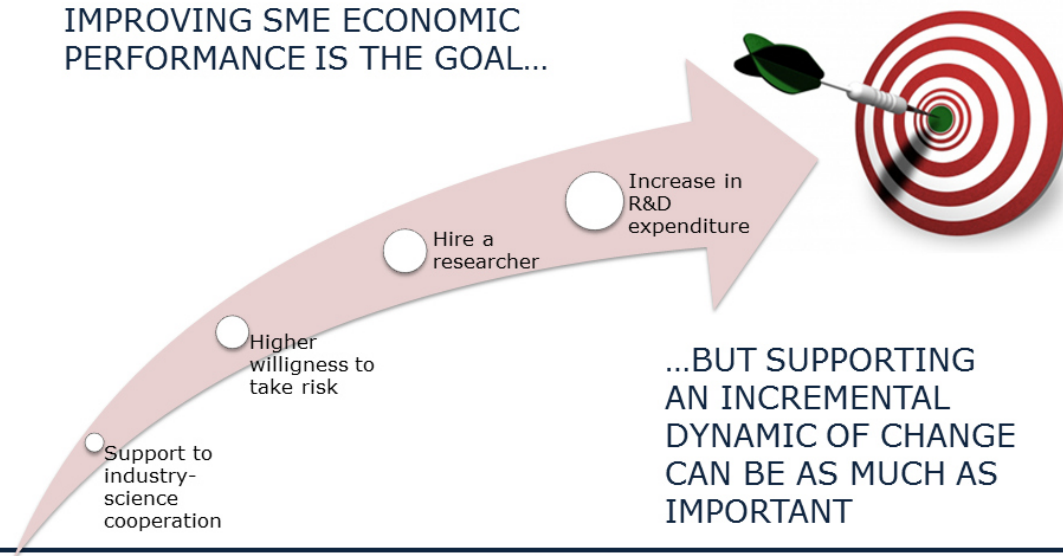 IMPROVING SME ECONOMIC
PERFORMANCE IS THE GOAL...
Increase in
R&D
expenditure
Hire a
researcher
Higher
willigness to
take risk
Support to
industry-
science
cooperation
...BUT SUPPORTING
AN INCREMENTAL
DYNAMIC OF CHANGE
CAN BE AS MUCH AS
IMPORTANT